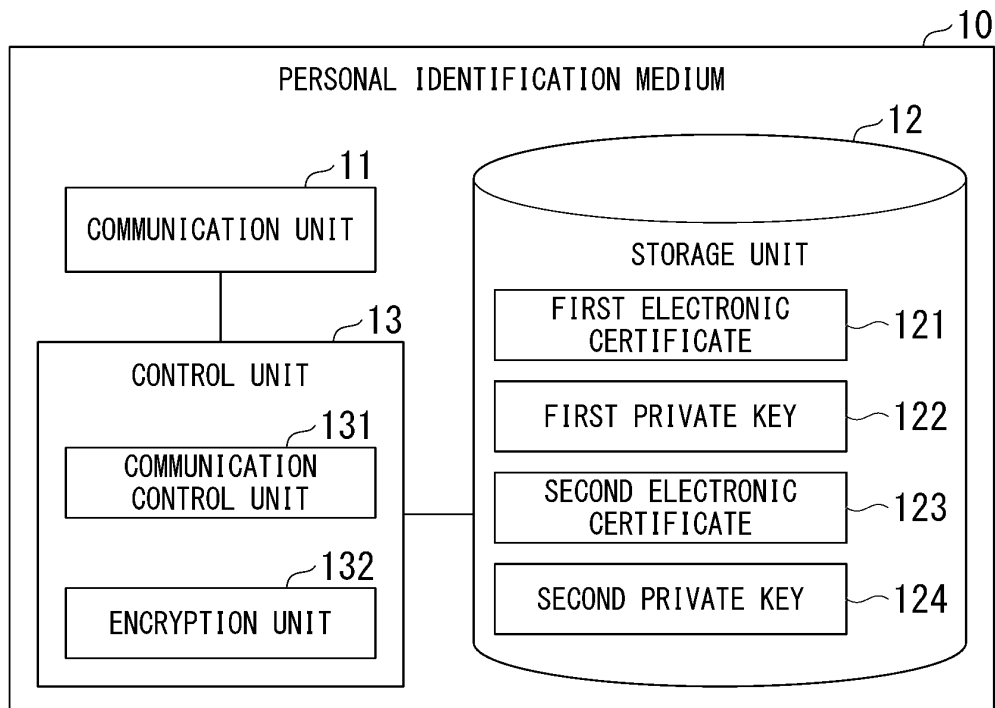 10
PERSONAL IDENTIFICATION MEDIUM
11
COMMUNICATION UNIT
13
CONTROL UNIT
131
COMMUNICATION
CONTROL UNIT
132
ENCRYPTION UNIT
12
STORAGE UNIT
FIRST ELECTRONIC
CERTIFICATE
121
FIRST PRIVATE KEY
122
SECOND ELECTRONIC
CERTIFICATE
123
SECOND PRIVATE KEY
124